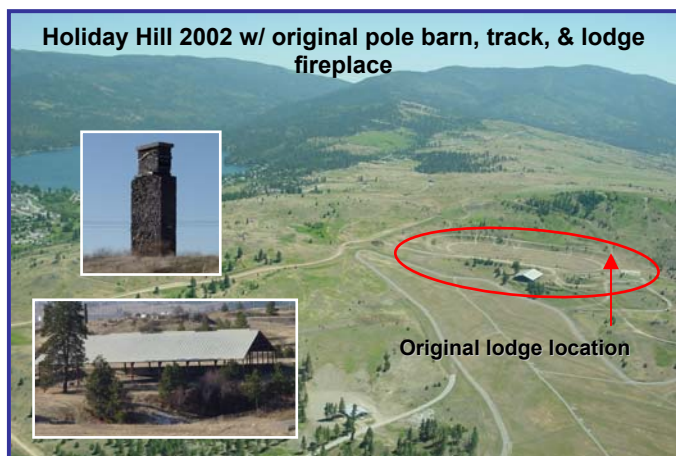 Holiday Hill 2002 w/ original pole barn, track, & lodge
fireplace
Original lodge location